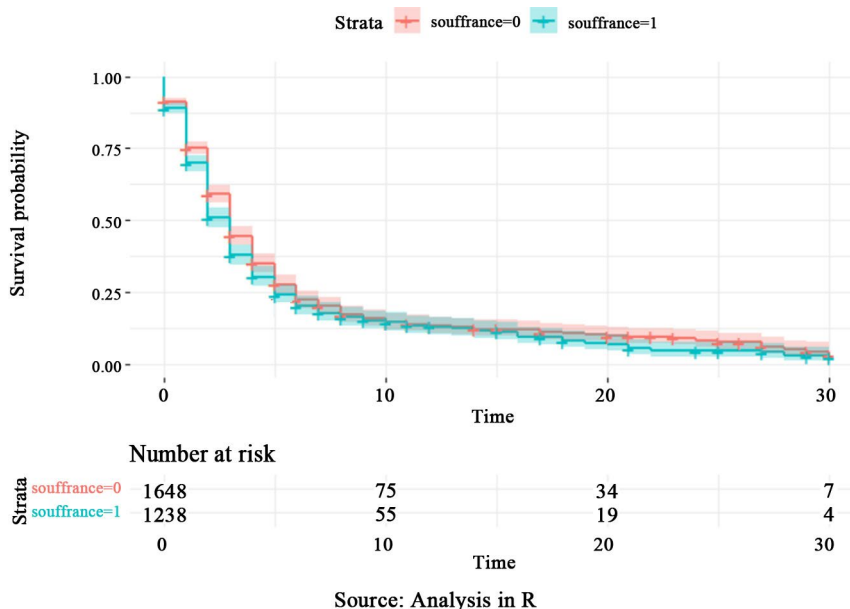 Strata souffrance=0 souffrance=1
Survival probability
1.00
0.75
0.50
0.25
0.00
0 10 20 30
Time
Number at risk
Strata
souffrance=0 1648 75 34 7
souffrance=1 1238 55 19 4
0 10 20 30
Time
Source: Analysis in R